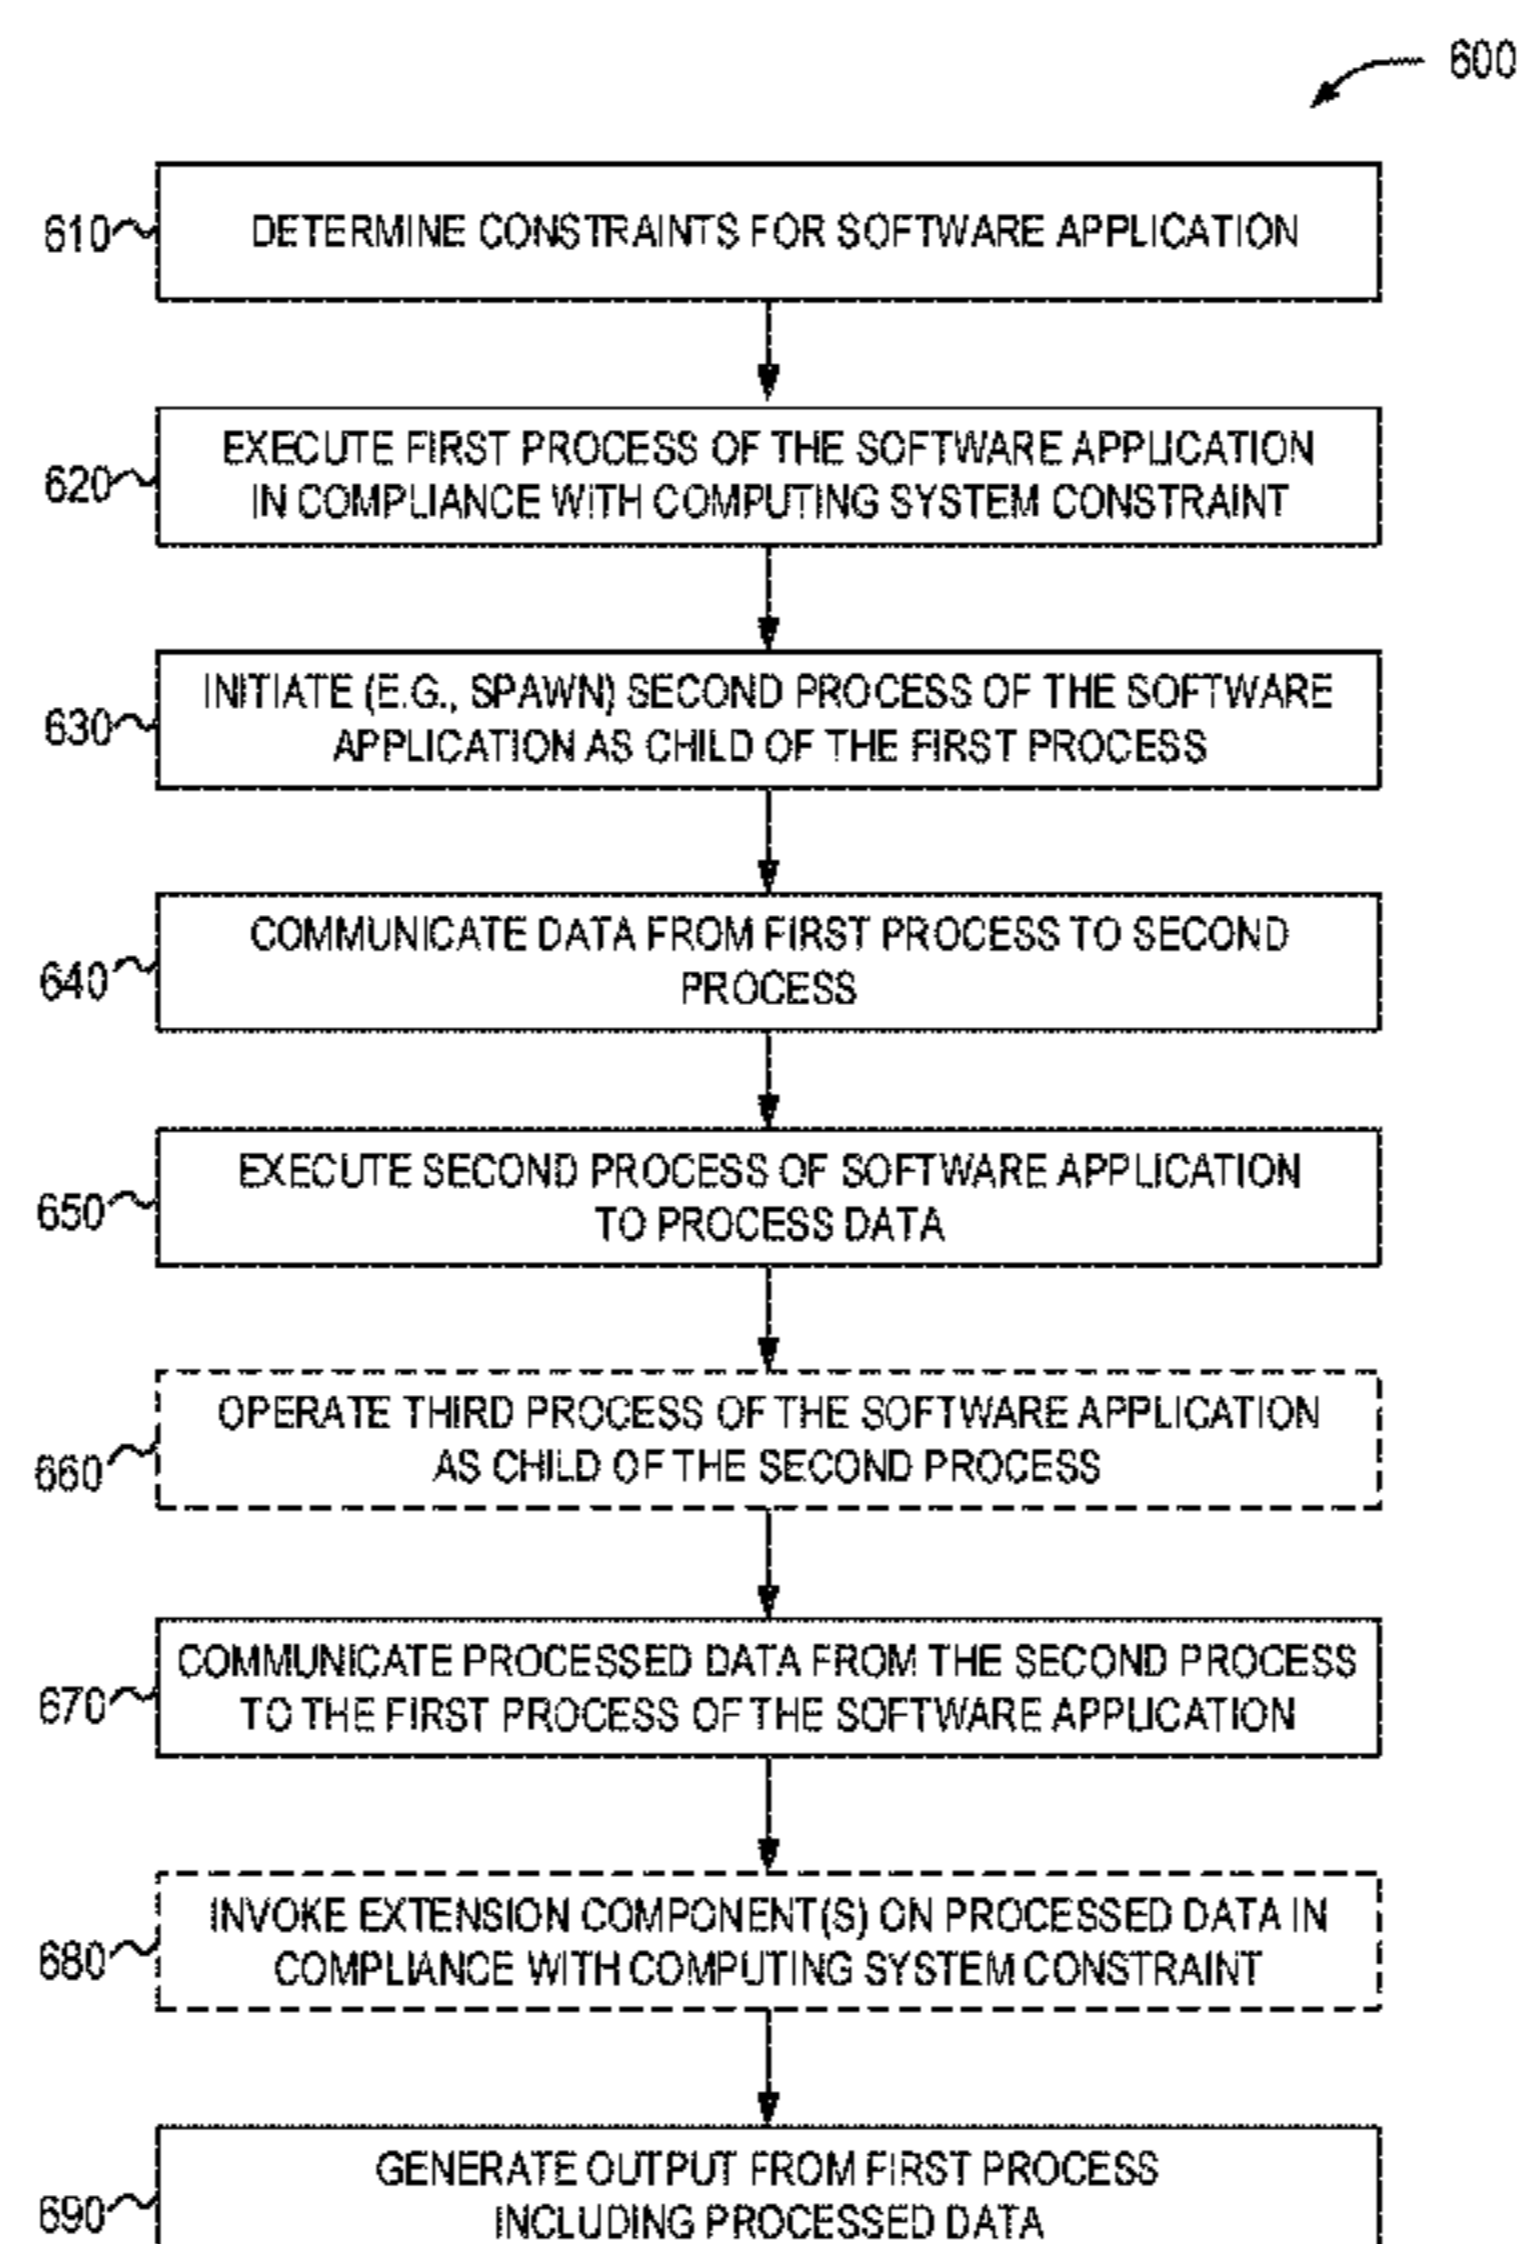 600
610
DETERMINE CONSTRAINTS FOR SOFTWARE APPLICATION
620
EXECUTE FIRST PROCESS OF THE SOFTWARE APPLICATION
IN COMPLIANCE WITH COMPUTING SYSTEM CONSTRAINT
630
INITIATE (E.G., SPAWN) SECOND PROCESS OF THE SOFTWARE
APPLICATION AS CHILD OF THE FIRST PROCESS
640
COMMUNICATE DATA FROM FIRST PROCESS TO SECOND
PROCESS
650
EXECUTE SECOND PROCESS OF SOFTWARE APPLICATION
TO PROCESS DATA
660
OPERATE THIRD PROCESS OF THE SOFTWARE APPLICATION
AS CHILD OF THE SECOND PROCESS
670
COMMUNICATE PROCESSED DATA FROM THE SECOND PROCESS
TO THE FIRST PROCESS OF THE SOFTWARE APPLICATION
680
INVOKE EXTENSION COMPONENT(S) ON PROCESSED DATA IN
COMPLIANCE WITH COMPUTING SYSTEM CONSTRAINT
690
GENERATE OUTPUT FROM FIRST PROCESS
INCLUDING PROCESSED DATA